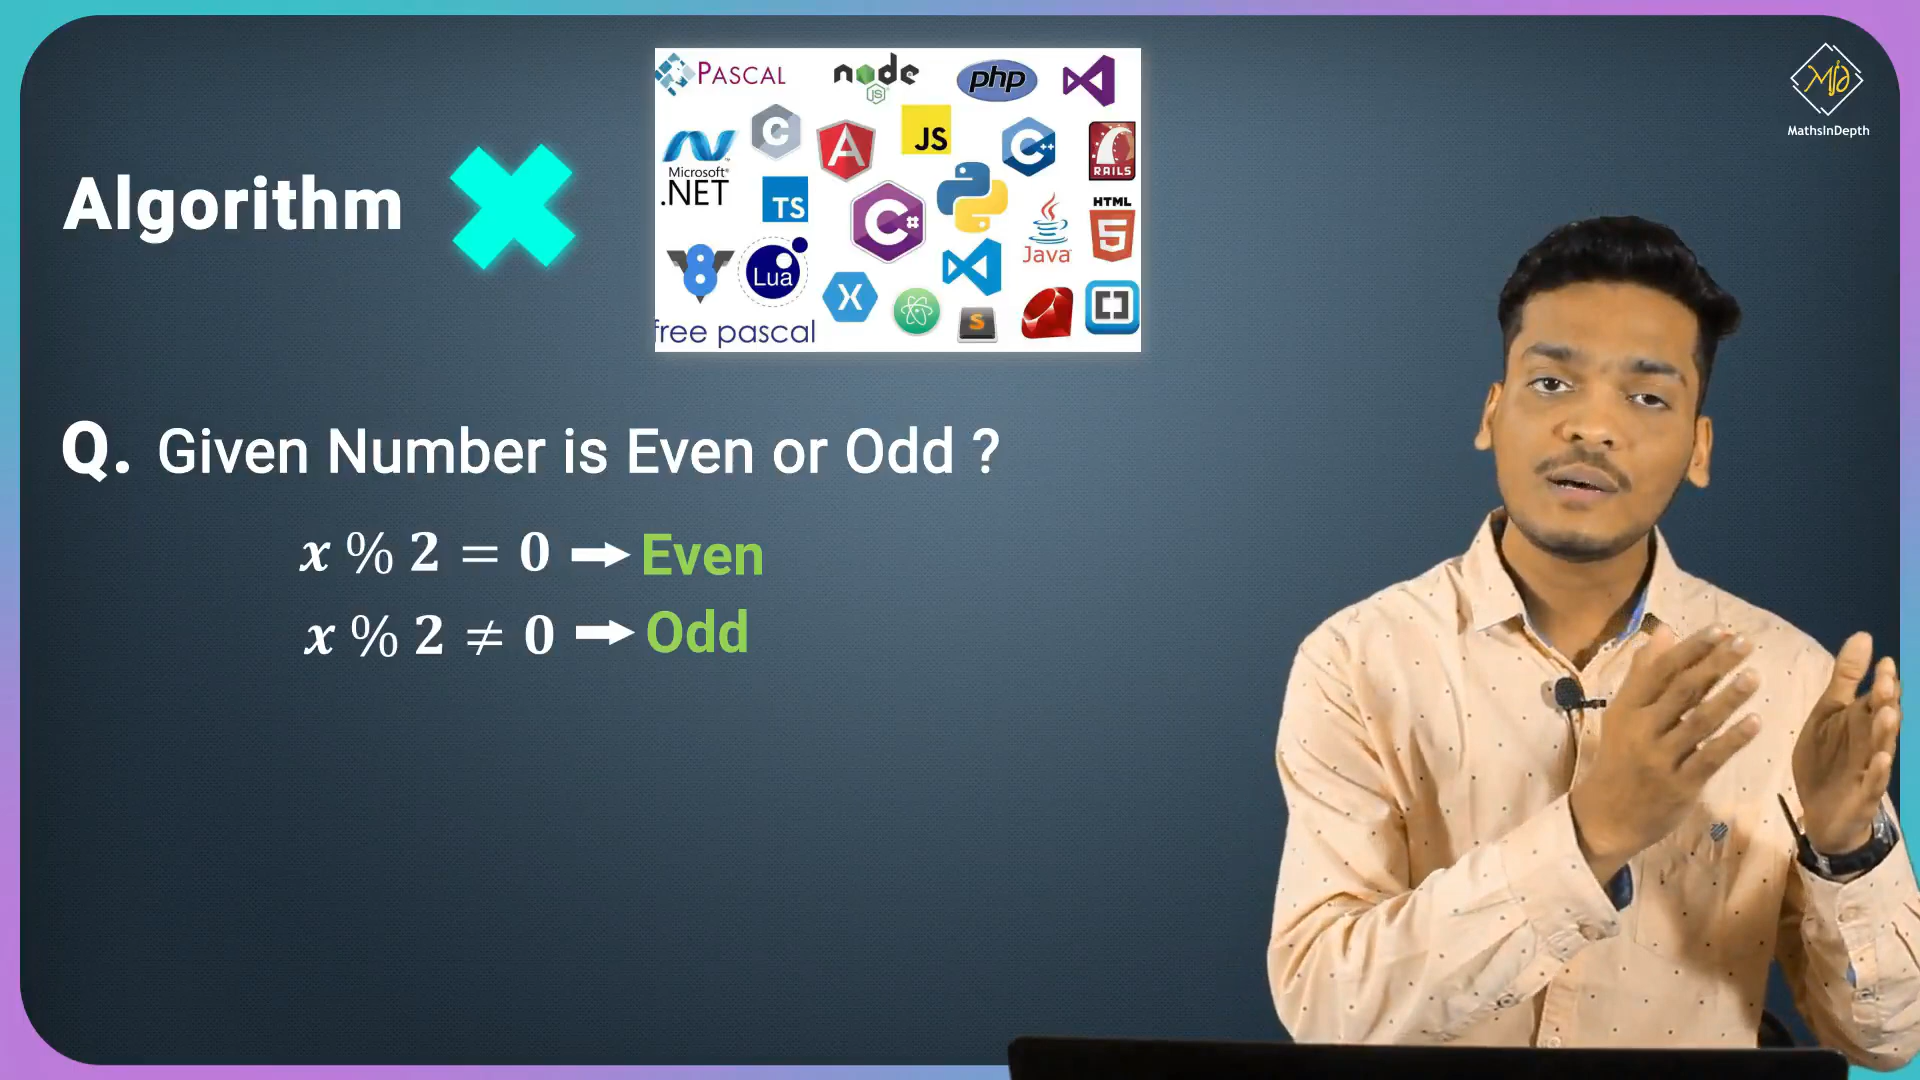 PASCAL
node
JS
php
C
JS
C++
RAILS
Microsoft®
.NET
TS
A
C#
Java
HTML
5
8
Lua
X
S
free pascal
MathsInDepth
Algorithm
Q. Given Number is Even or Odd ?
x % 2 = 0 → Even
x % 2 ≠ 0 → Odd